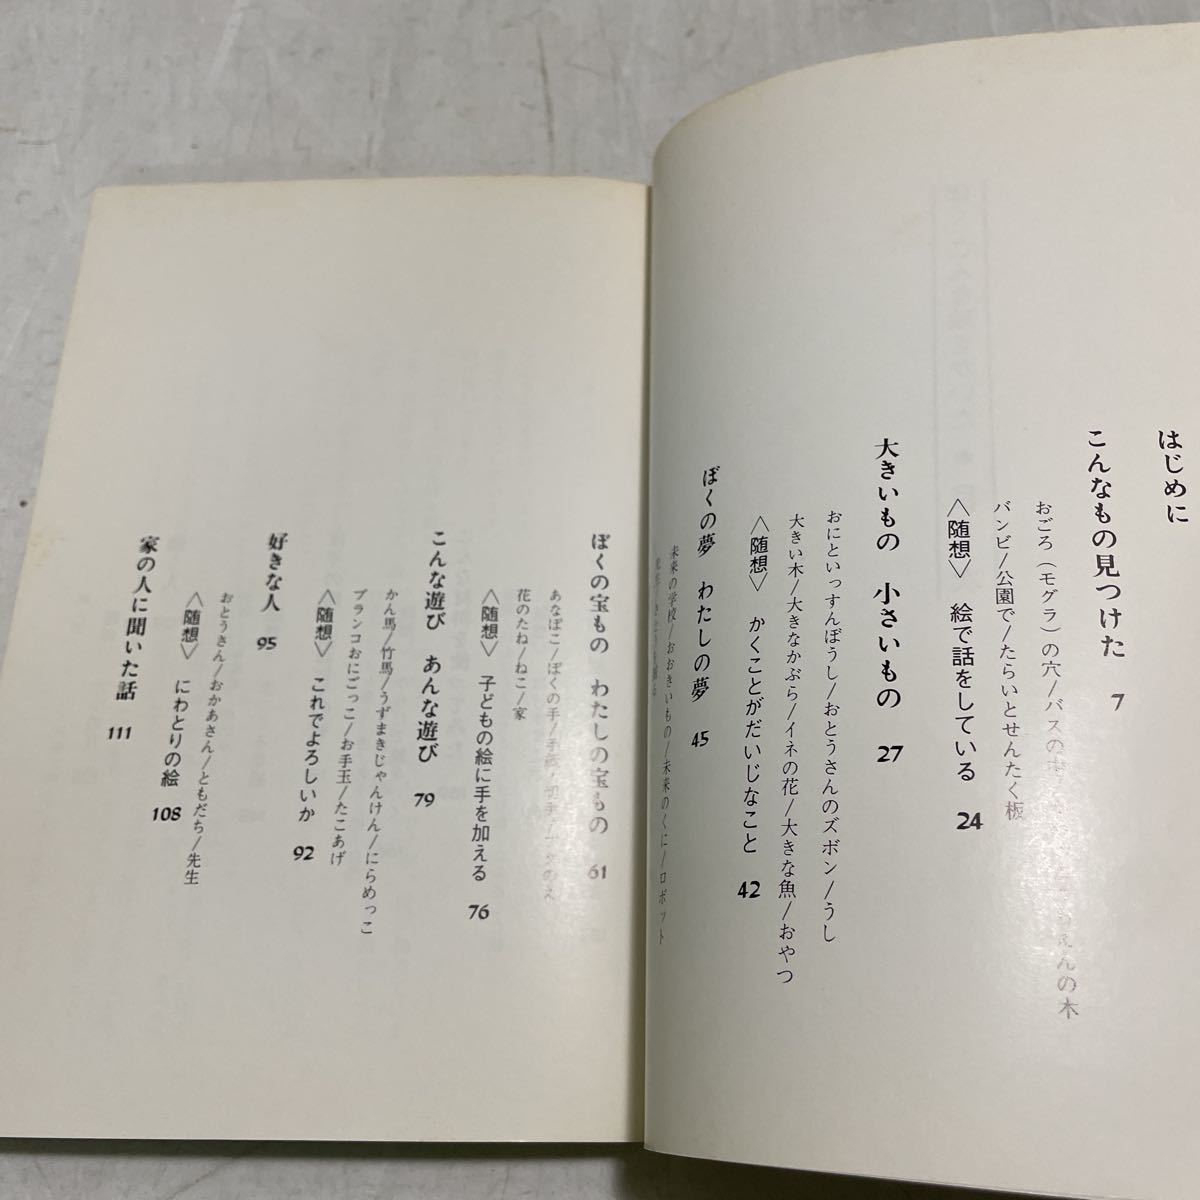 はじめに
こんなもの見つけた 7
おごろ(モグラ)の穴/バスの んの木
バンビ/公園で/たらいとせんたく板
〈随想〉 絵で話をしている 24
大きいもの 小さいもの 27
おにといっすんぼうし/おとうさんのズボン/うし
大きい木/大きなかぶら/イネの花/大きな魚/おやつ
〈随想〉 かくことがだいじなこと 42
ぼくの夢 わたしの夢 45
未来の学校/おおきいもの/未来のくに/ロボット
ぼくの宝もの わたしの宝もの 61
あなぼこ/ぼくの手/
花のたね/ねこ/家
〈随想〉 子どもの絵に手を加える 76
こんな遊び あんな遊び 79
かん馬/竹馬/うずまきじゃんけん/にらめっこ
ブランコおにごっこ/お手玉/たこあげ
〈随想〉 これでよろしいか 92
好きな人 95
おとうさん/おかあさん/ともだち/先生
〈随想〉 にわとりの絵 108
家の人に聞いた話 111